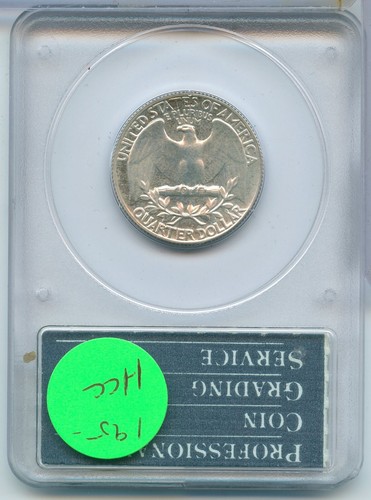 UNITED STATES OF AMERICA
E PLURIBUS
UNUM
QUARTER DOLLAR
PROFESSIONA
COIN
GRADING
SERVICE
195-
HCC